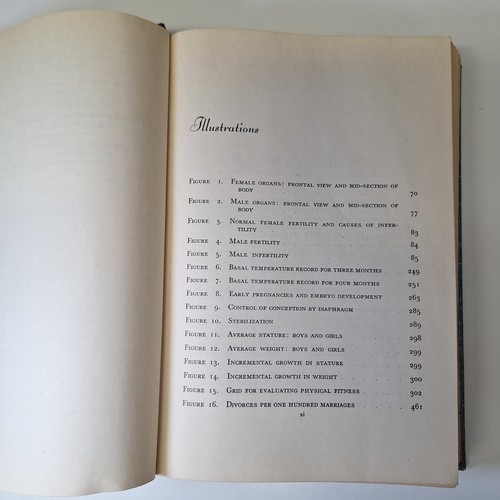 Illustrations
Figure 1. Female organs: frontal view and mid-section of
body 70
Figure 2. Male organs: frontal view and mid-section of
body 77
Figure 3. Normal female fertility and causes of infer-
tility 83
Figure 4. Male fertility 84
Figure 5. Male infertility 85
Figure 6. Basal temperature record for three months 249
Figure 7. Basal temperature record for four months 251
Figure 8. Early pregnancies and embryo development 263
Figure 9. Control of conception by diaphragm 285
Figure 10. Sterilization 289
Figure 11. Average stature: boys and girls 298
Figure 12. Average weight: boys and girls 299
Figure 13. Incremental growth in stature 299
Figure 14. Incremental growth in weight 300
Figure 15. Grid for evaluating physical fitness 302
Figure 16. Divorces per one hundred marriages 461
xi